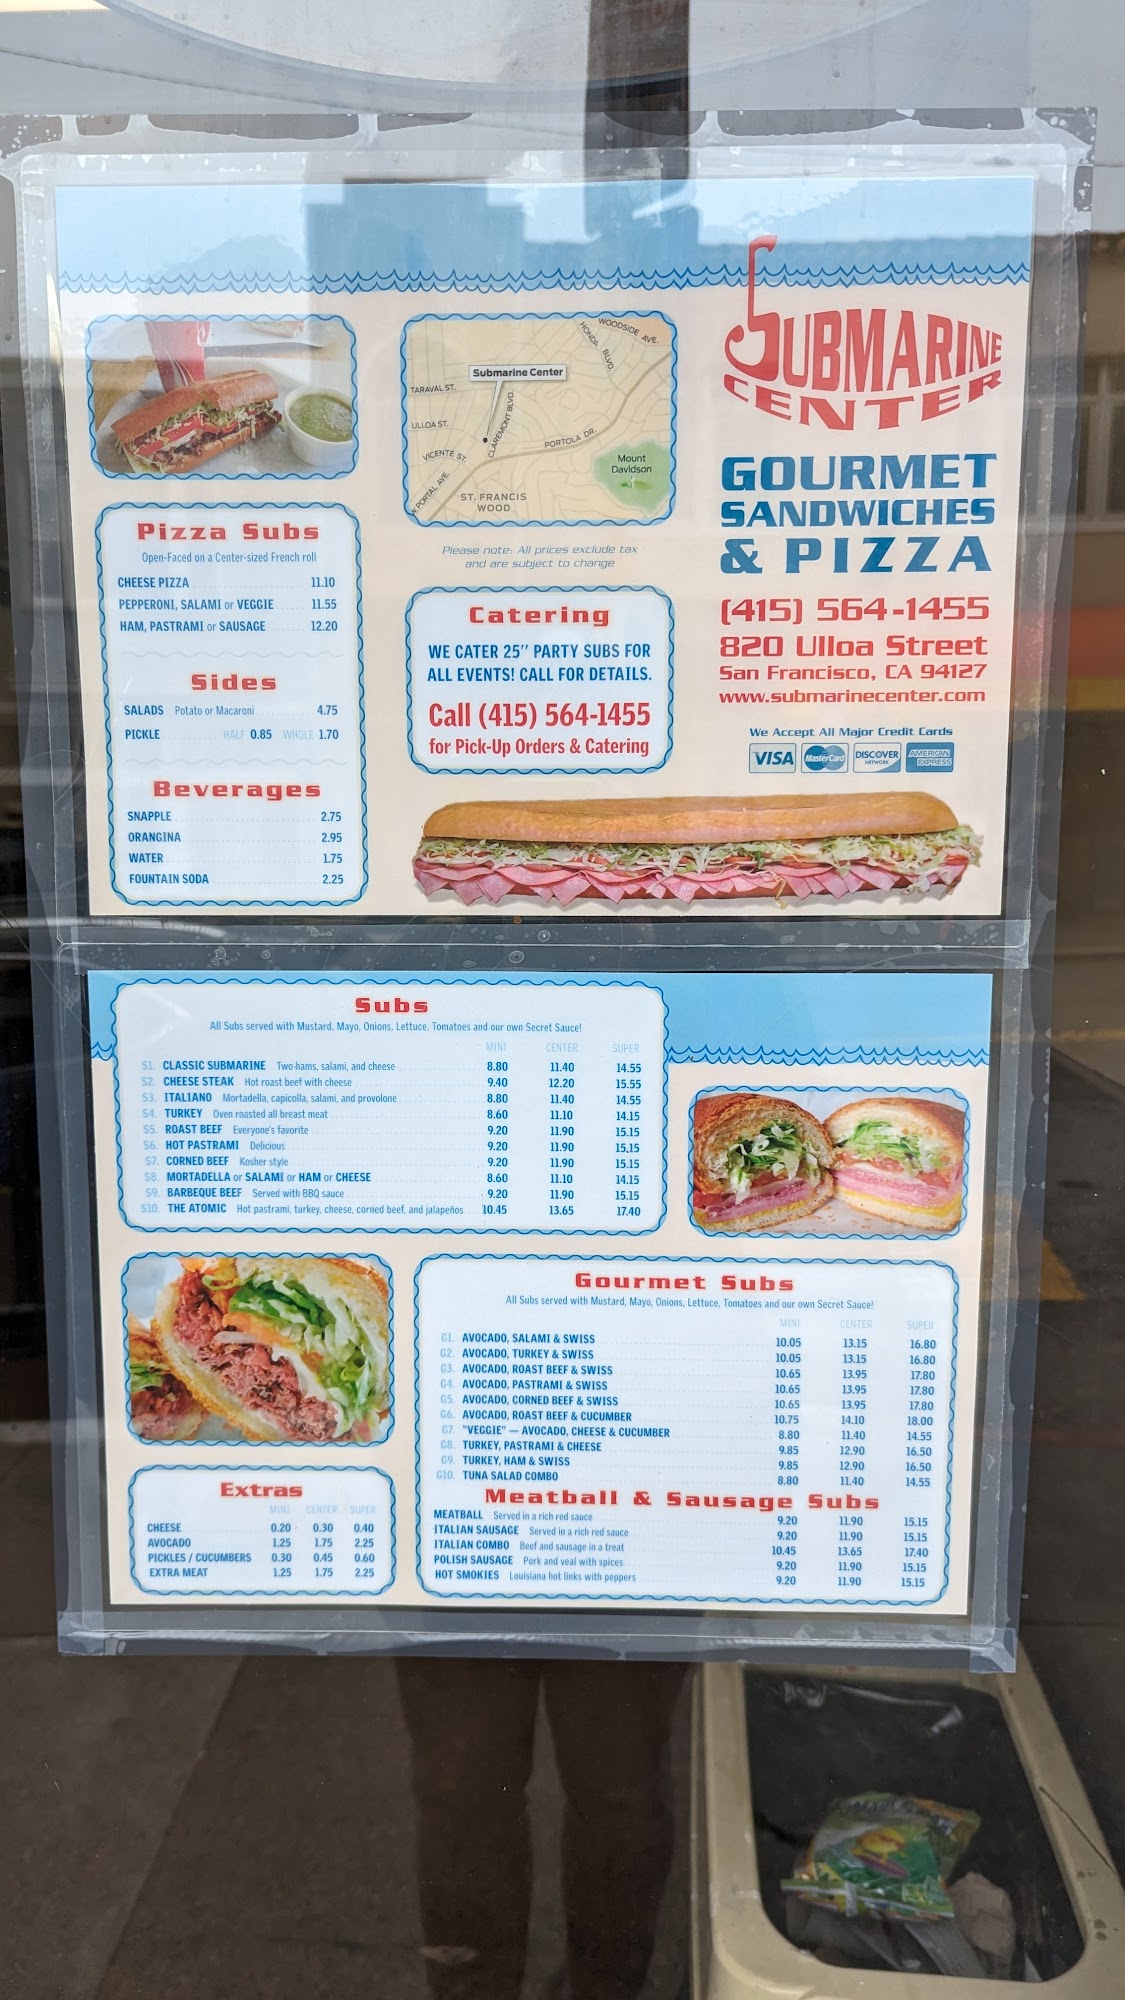 WOODSIDE AVE.
HONDA BLVD.
Submarine Center
TARAVAL ST.
ULLOA ST.
CLAREMONT BLVD.
VICENTE ST.
PORTOLA DR.
W. PORTAL AVE.
Mount
Davidson
ST. FRANCIS
WOOD
SUBMARINE
CENTER
GOURMET
SANDWICHES
& PIZZA
(415) 564-1455
820 Ulloa Street
San Francisco, CA 94127
www.submarinecenter.com
We Accept All Major Credit Cards
VISA MasterCard DISCOVER NETWORK AMERICAN EXPRESS
Pizza Subs
Open-Faced on a Center-sized French roll
CHEESE PIZZA 11.10
PEPPERONI, SALAMI or VEGGIE 11.55
HAM, PASTRAMI or SAUSAGE 12.20
Sides
SALADS Potato or Macaroni 4.75
PICKLE HALF 0.85 WHOLE 1.70
Beverages
SNAPPLE 2.75
ORANGINA 2.95
WATER 1.75
FOUNTAIN SODA 2.25
Please note: All prices exclude tax
and are subject to change
Catering
WE CATER 25" PARTY SUBS FOR
ALL EVENTS! CALL FOR DETAILS.
Call (415) 564-1455
for Pick-Up Orders & Catering
Subs
All Subs served with Mustard, Mayo, Onions, Lettuce, Tomatoes and our own Secret Sauce!
MINI CENTER SUPER
S1. CLASSIC SUBMARINE Two hams, salami, and cheese 8.80 11.40 14.55
S2. CHEESE STEAK Hot roast beef with cheese 9.40 12.20 15.55
S3. ITALIANO Mortadella, capicolla, salami, and provolone 8.80 11.40 14.55
S4. TURKEY Oven roasted all breast meat 8.60 11.10 14.15
S5. ROAST BEEF Everyone's favorite 9.20 11.90 15.15
S6. HOT PASTRAMI Delicious 9.20 11.90 15.15
S7. CORNED BEEF Kosher style 9.20 11.90 15.15
S8. MORTADELLA or SALAMI or HAM or CHEESE 8.60 11.10 14.15
S9. BARBEQUE BEEF Served with BBQ sauce 9.20 11.90 15.15
S10. THE ATOMIC Hot pastrami, turkey, cheese, corned beef, and jalapeños 10.45 13.65 17.40
Gourmet Subs
All Subs served with Mustard, Mayo, Onions, Lettuce, Tomatoes and our own Secret Sauce!
MINI CENTER SUPER
G1. AVOCADO, SALAMI & SWISS 10.05 13.15 16.80
G2. AVOCADO, TURKEY & SWISS 10.05 13.15 16.80
G3. AVOCADO, ROAST BEEF & SWISS 10.65 13.95 17.80
G4. AVOCADO, PASTRAMI & SWISS 10.65 13.95 17.80
G5. AVOCADO, CORNED BEEF & SWISS 10.65 13.95 17.80
G6. AVOCADO, ROAST BEEF & CUCUMBER 10.75 14.10 18.00
G7. "VEGGIE" — AVOCADO, CHEESE & CUCUMBER 8.80 11.40 14.55
G8. TURKEY, PASTRAMI & CHEESE 9.85 12.90 16.50
G9. TURKEY, HAM & SWISS 9.85 12.90 16.50
G10. TUNA SALAD COMBO 8.80 11.40 14.55
Meatball & Sausage Subs
MEATBALL Served in a rich red sauce 9.20 11.90 15.15
ITALIAN SAUSAGE Served in a rich red sauce 9.20 11.90 15.15
ITALIAN COMBO Beef and sausage in a treat 10.45 13.65 17.40
POLISH SAUSAGE Pork and veal with spices 9.20 11.90 15.15
HOT SMOKIES Louisiana hot links with peppers 9.20 11.90 15.15
Extras
MINI CENTER SUPER
CHEESE 0.20 0.30 0.40
AVOCADO 1.25 1.75 2.25
PICKLES / CUCUMBERS 0.30 0.45 0.60
EXTRA MEAT 1.25 1.75 2.25